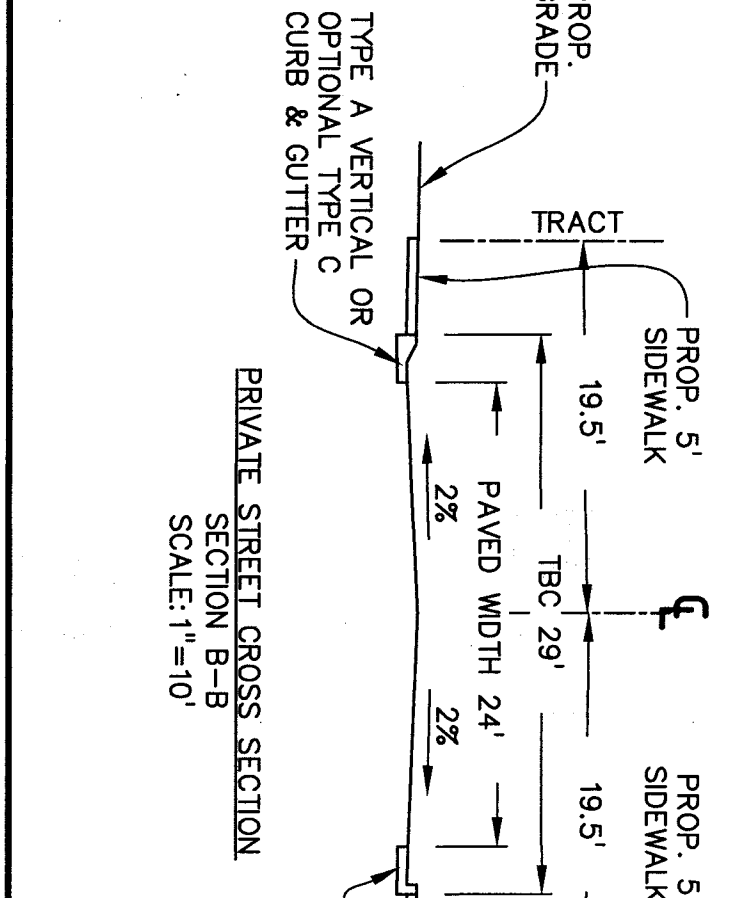 PROP. 5'
SIDEWALK
PROP. 5
SIDEWALK
℄
19.5'
19.5'
TRACT
TBC 29'
PAVED WIDTH 24'
2%
2%
PROP.
GRADE
TYPE A VERTICAL OR
OPTIONAL TYPE C
CURB & GUTTER
PRIVATE STREET CROSS SECTION
SECTION B-B
SCALE: 1"=10'